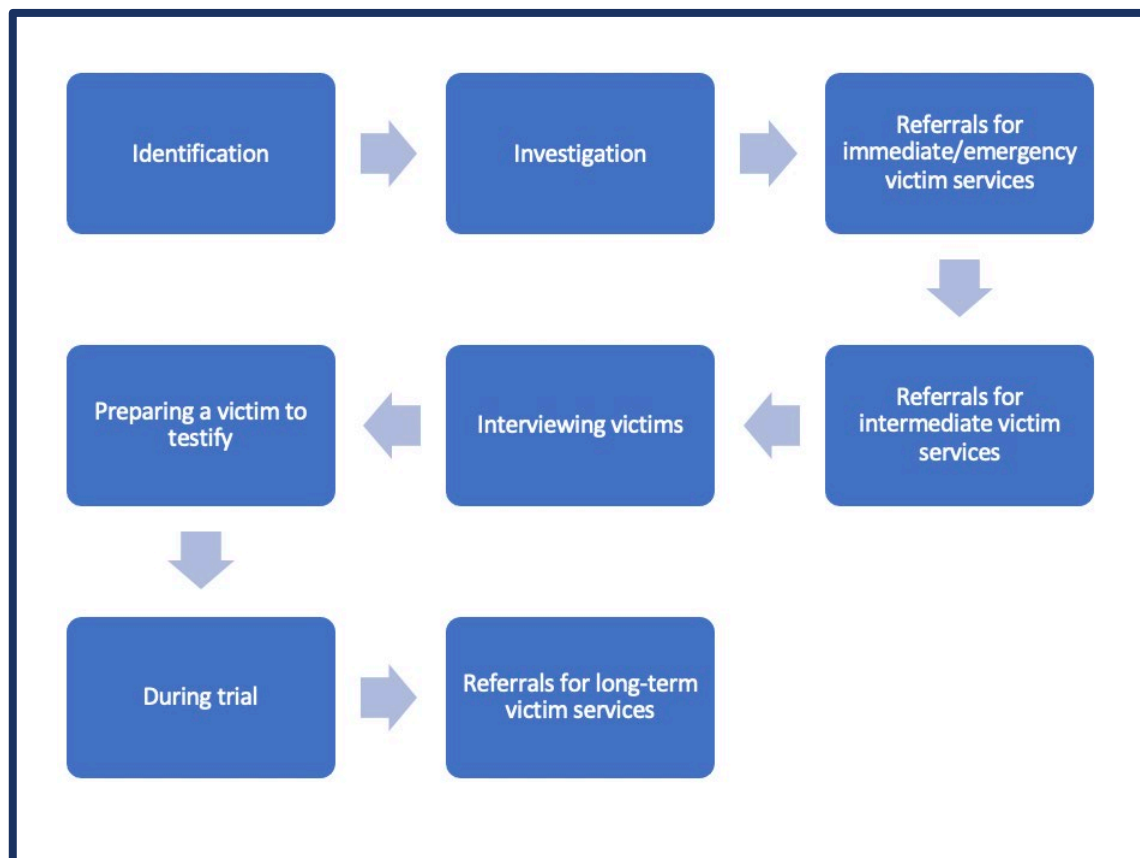 Identification
Investigation
Referrals for
immediate/emergency
victim services
Referrals for
intermediate victim
services
Interviewing victims
Preparing a victim to
testify
During trial
Referrals for long-term
victim services